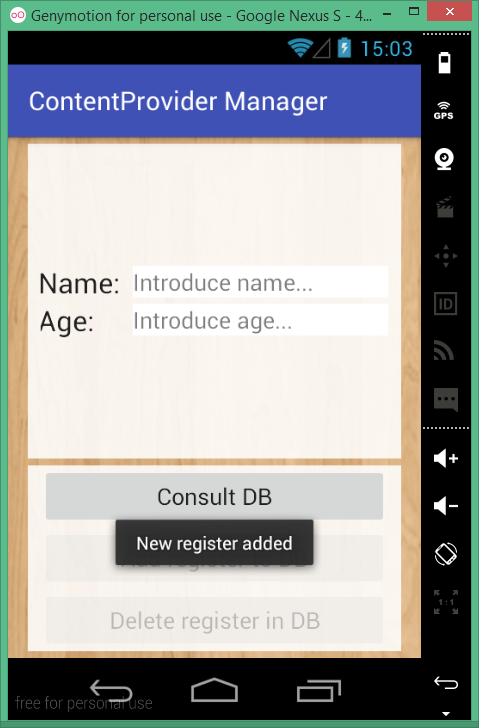 Genymotion for personal use - Google Nexus S - 4...
15:03
GPS
ContentProvider Manager
Name: Introduce name...
Age: Introduce age...
ID
Consult DB
New register added
Delete register in DB
1:1
free for personal use